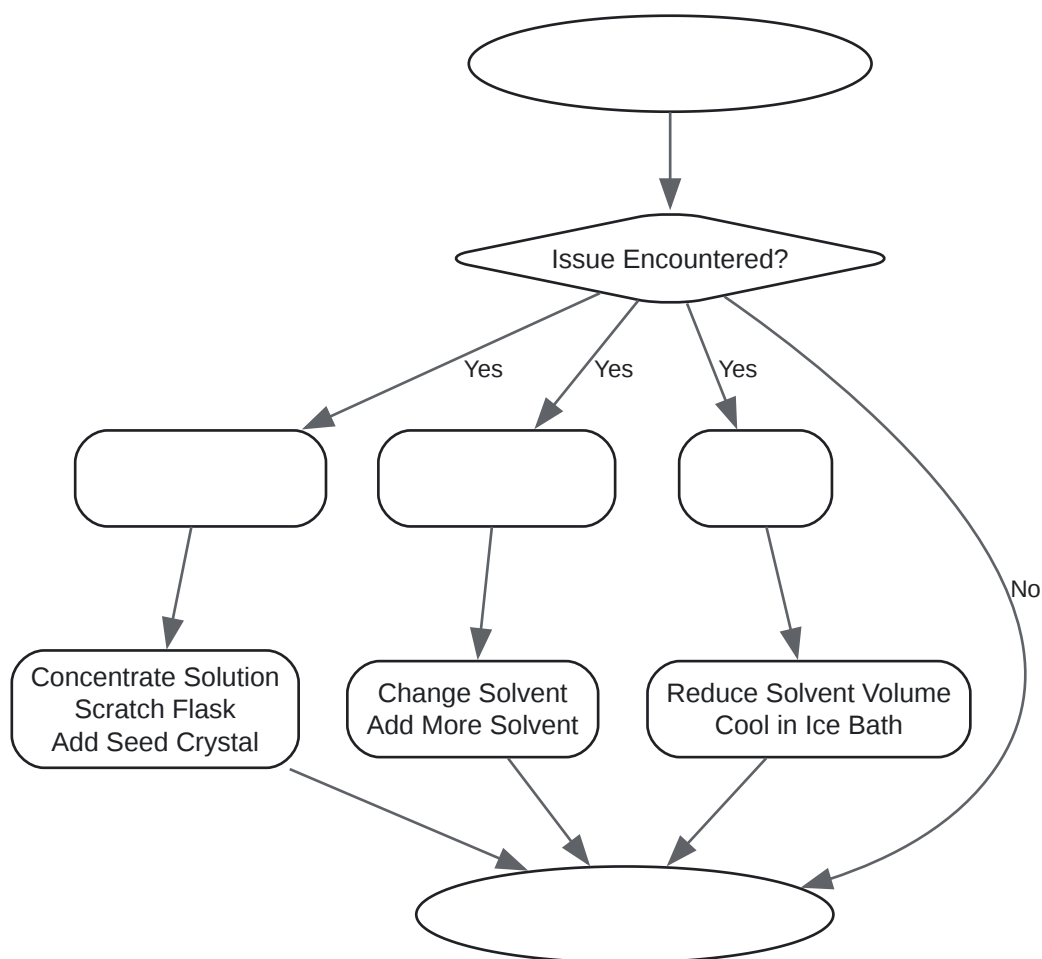 Issue Encountered?
Yes
Yes
Yes
No
Concentrate Solution
Scratch Flask
Add Seed Crystal
Change Solvent
Add More Solvent
Reduce Solvent Volume
Cool in Ice Bath